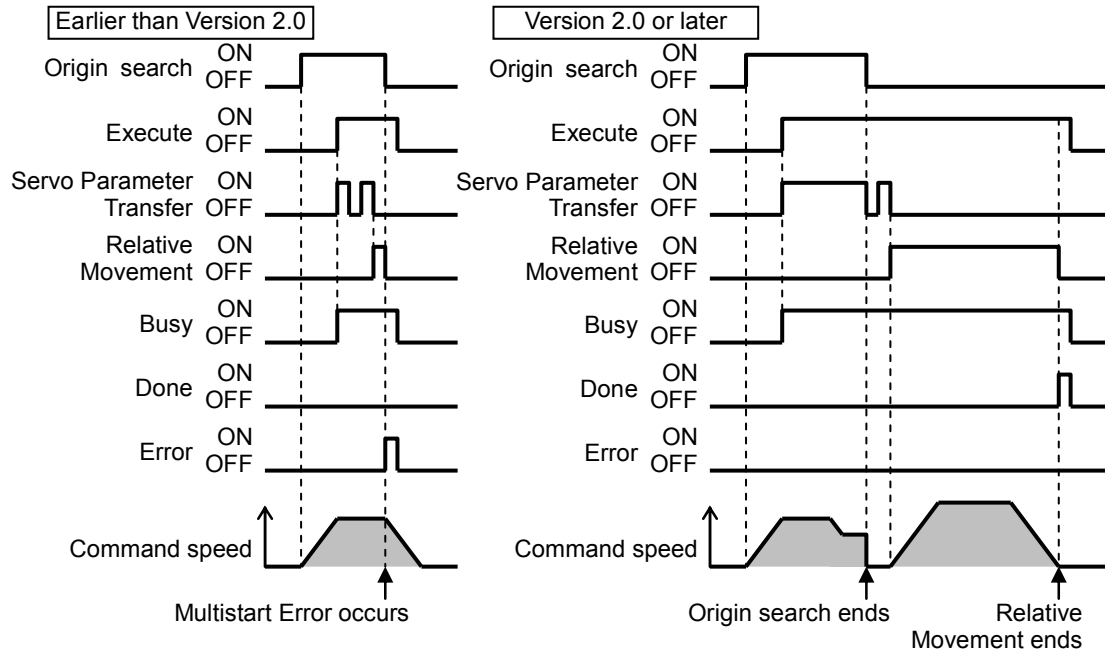 Earlier than Version 2.0
Origin search
ON
OFF
Execute
ON
OFF
Servo Parameter
Transfer
ON
OFF
Relative
Movement
ON
OFF
Busy
ON
OFF
Done
ON
OFF
Error
ON
OFF
Command speed
Multistart Error occurs
Version 2.0 or later
Origin search
ON
OFF
Execute
ON
OFF
Servo Parameter
Transfer
ON
OFF
Relative
Movement
ON
OFF
Busy
ON
OFF
Done
ON
OFF
Error
ON
OFF
Command speed
Origin search ends
Relative
Movement ends